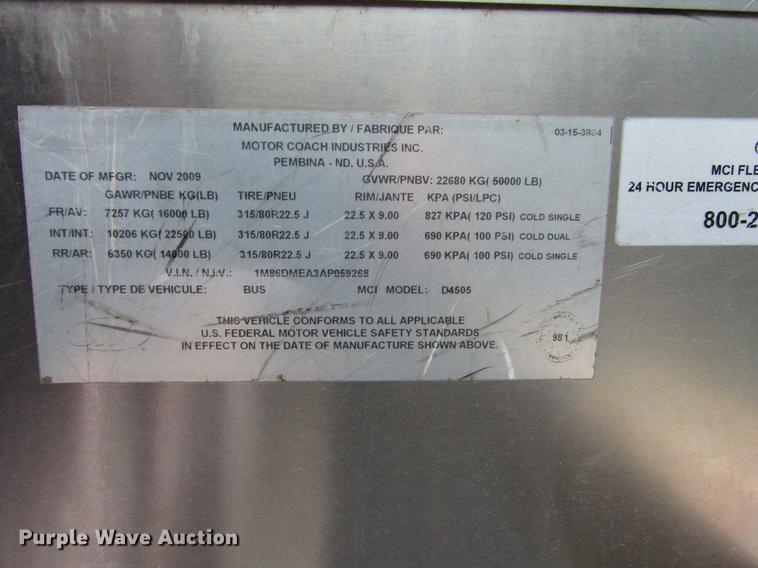 MANUFACTURED BY / FABRIQUE PAR:
03-15-3864
MOTOR COACH INDUSTRIES INC.
PEMBINA - ND, U.S.A.
DATE OF MFGR: NOV 2009
GVWR/PNBV: 22680 KG( 50000 LB)
GAWR/PNBE KG(LB) TIRE/PNEU RIM/JANTE KPA (PSI/LPC)
FR/AV: 7257 KG( 16000 LB) 315/80R22.5 J 22.5 X 9.00 827 KPA( 120 PSI) COLD SINGLE
INT/INT: 10206 KG( 22500 LB) 315/80R22.5 J 22.5 X 9.00 690 KPA( 100 PSI) COLD DUAL
RR/AR: 6350 KG( 14000 LB) 315/80R22.5 J 22.5 X 9.00 690 KPA( 100 PSI) COLD SINGLE
V.I.N. / N.I.V.: 1M86DMEA3AP059268
TYPE / TYPE DE VEHICULE: BUS MCI MODEL: D4505
THIS VEHICLE CONFORMS TO ALL APPLICABLE
U.S. FEDERAL MOTOR VEHICLE SAFETY STANDARDS
IN EFFECT ON THE DATE OF MANUFACTURE SHOWN ABOVE.
981
MCI FLE
24 HOUR EMERGENC
800-2
Purple Wave Auction